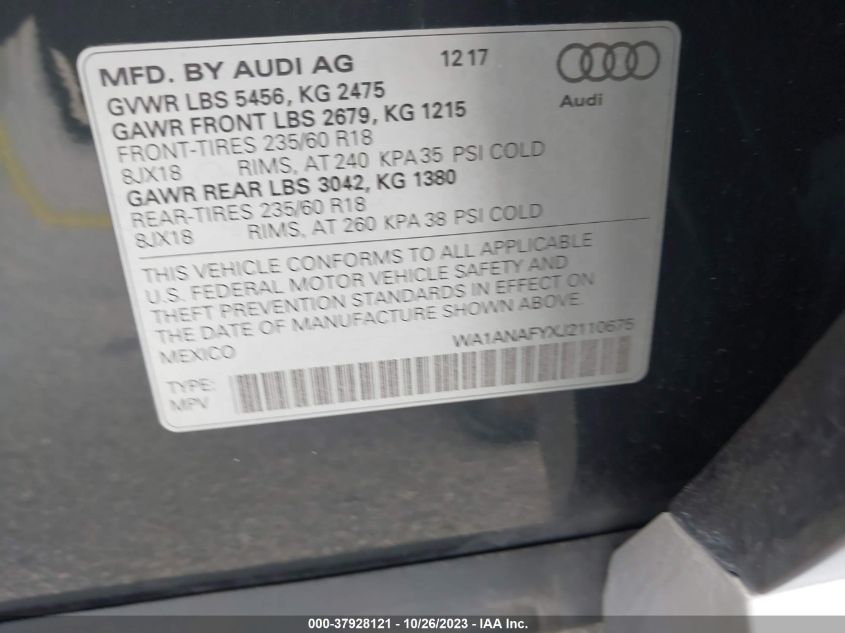 MFD. BY AUDI AG 12 17
GVWR LBS 5456, KG 2475
Audi
GAWR FRONT LBS 2679, KG 1215
FRONT-TIRES 235/60 R18
8JX18 RIMS, AT 240 KPA 35 PSI COLD
GAWR REAR LBS 3042, KG 1380
REAR-TIRES 235/60 R18
8JX18 RIMS, AT 260 KPA 38 PSI COLD
THIS VEHICLE CONFORMS TO ALL APPLICABLE
U.S. FEDERAL MOTOR VEHICLE SAFETY AND
THEFT PREVENTION STANDARDS IN EFFECT ON
THE DATE OF MANUFACTURE SHOWN ABOVE.
MEXICO WA1ANAFYXJ2110675
TYPE:
MPV
000-37928121 - 10/26/2023 - IAA Inc.